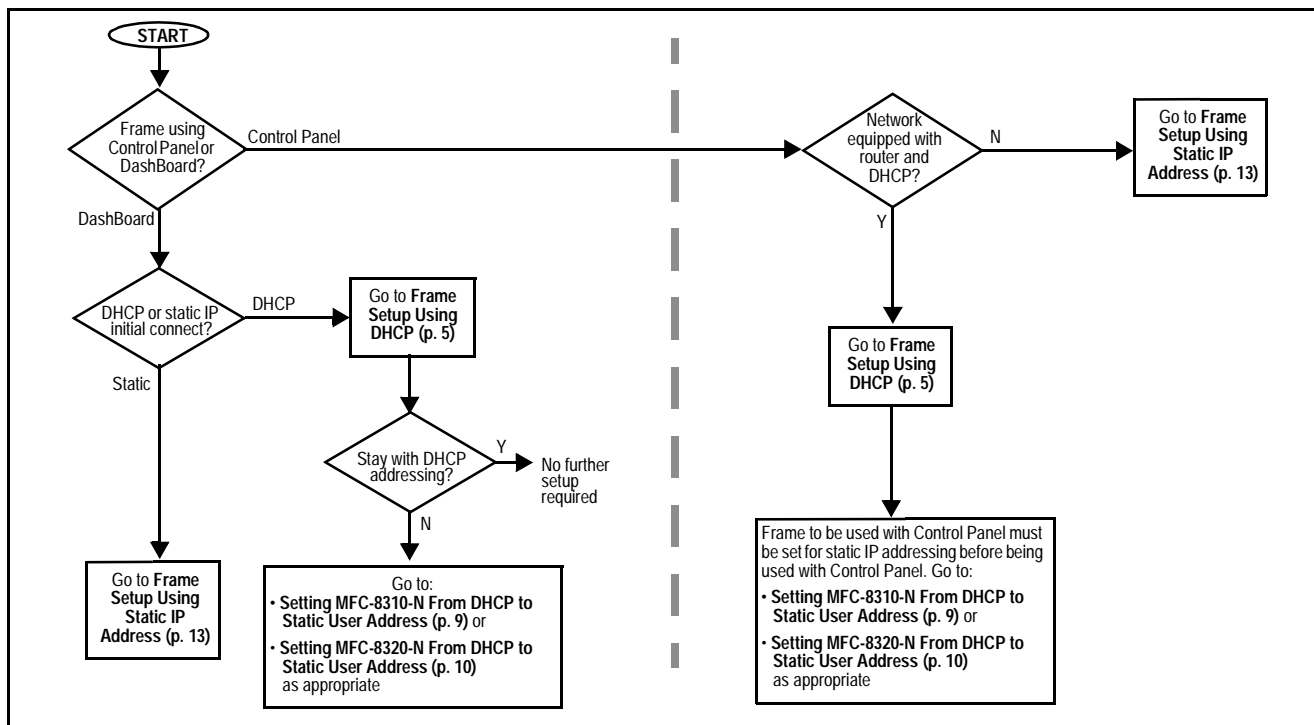 START
Frame using
Control Panel or
DashBoard?
Control Panel
DashBoard
DHCP or static IP
initial connect?
DHCP
Static
Go to Frame
Setup Using
DHCP (p. 5)
Stay with DHCP
addressing?
Y
No further
setup
required
N
Go to Frame
Setup Using
Static IP
Address (p. 13)
Go to:
• Setting MFC-8310-N From DHCP to
Static User Address (p. 9) or
• Setting MFC-8320-N From DHCP to
Static User Address (p. 10)
as appropriate
Network
equipped with
router and
DHCP?
N
Go to Frame
Setup Using
Static IP
Address (p. 13)
Y
Go to Frame
Setup Using
DHCP (p. 5)
Frame to be used with Control Panel must
be set for static IP addressing before being
used with Control Panel. Go to:
• Setting MFC-8310-N From DHCP to
Static User Address (p. 9) or
• Setting MFC-8320-N From DHCP to
Static User Address (p. 10)
as appropriate